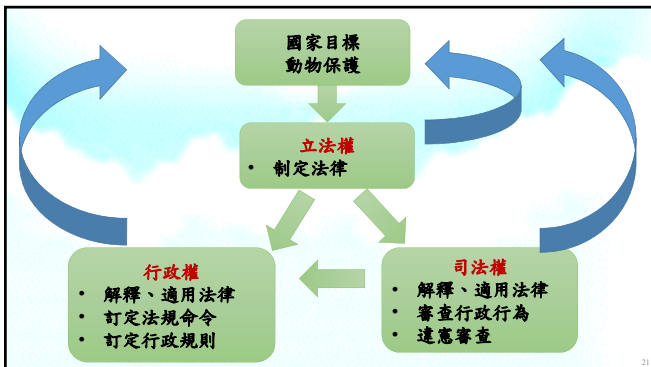 國家目標
動物保護
立法權
• 制定法律
行政權
• 解釋、適用法律
• 訂定法規命令
• 訂定行政規則
司法權
• 解釋、適用法律
• 審查行政行為
• 違憲審查
21